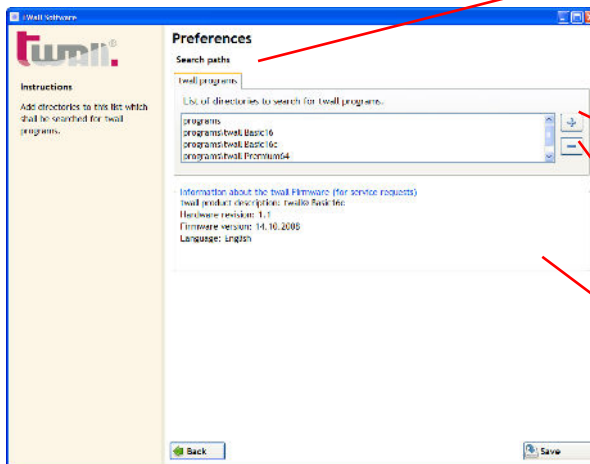 twall Software
twall®
Instructions
Add directories to this list which
shall be searched for twall
programs.
Preferences
Search paths
twall programs
List of directories to search for twall programs.
programs
programs\twall Basic16
programs\twall Basic16c
programs\twall Premium64
Information about the twall Firmware (for service requests)
twall product description: twall® Basic16c
Hardware revision: 1.1
Firmware version: 14.10.2008
Language: English
Back
Save